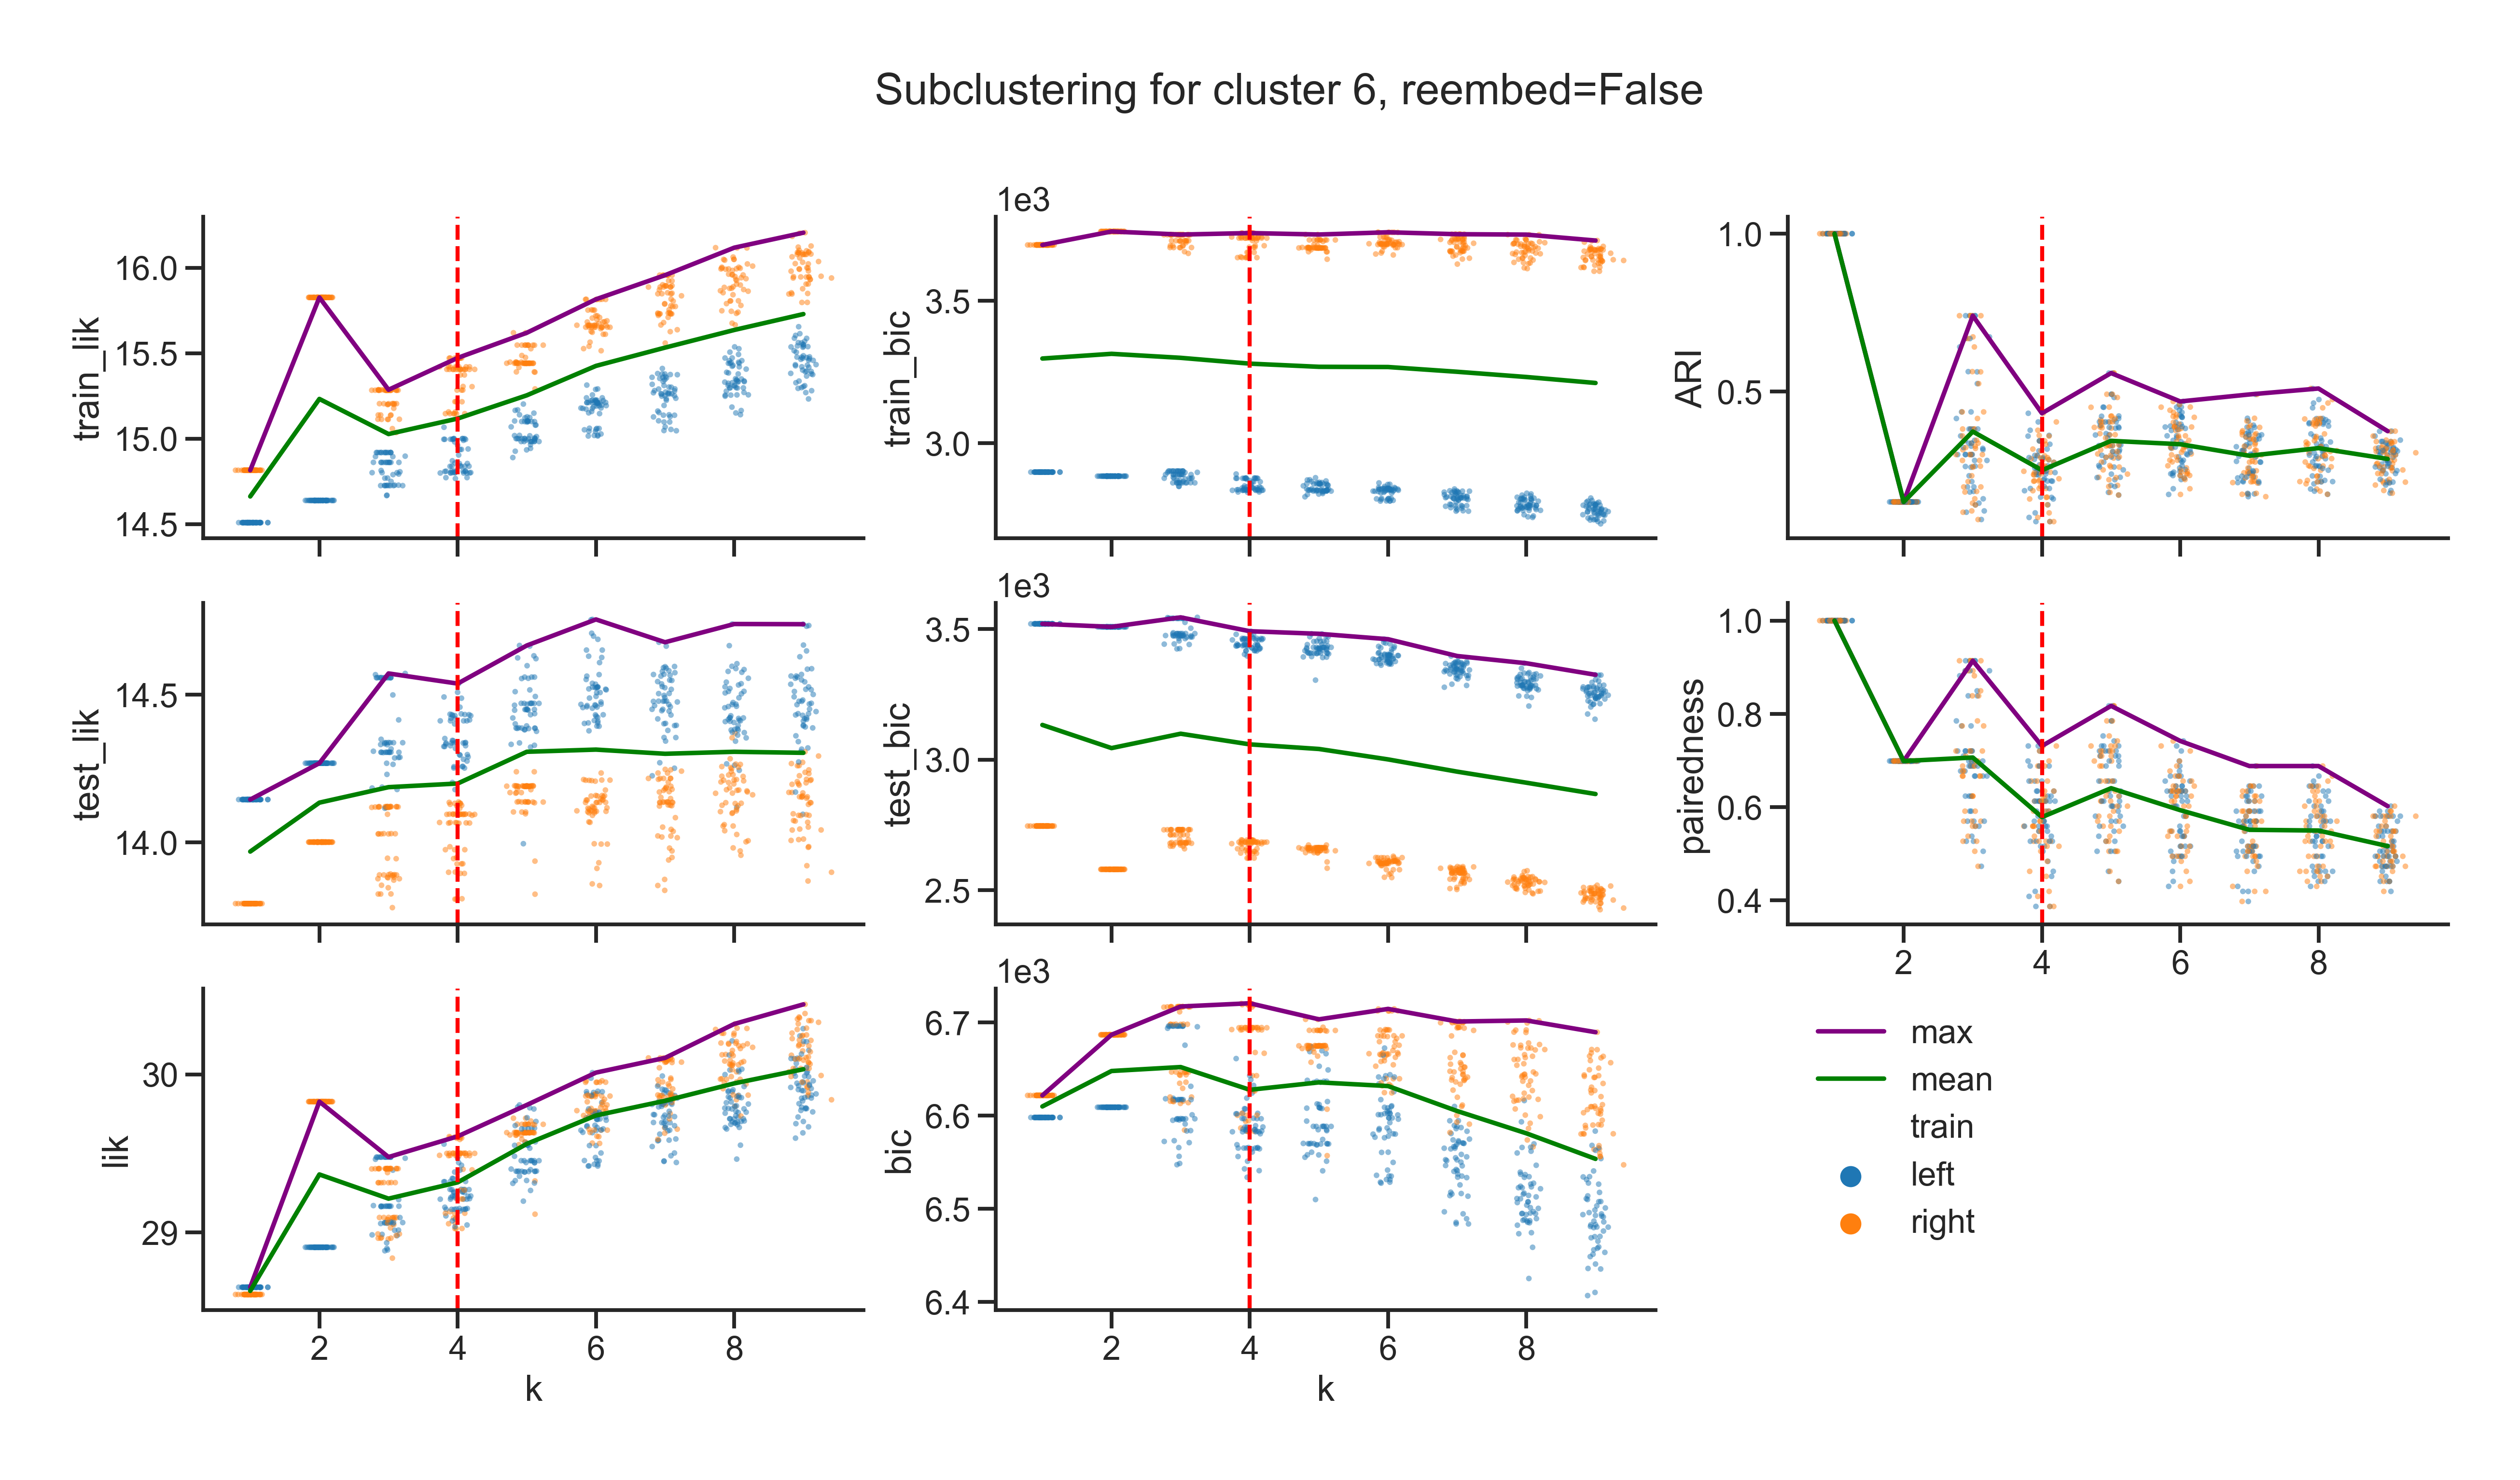 Subclustering for cluster 6, reembed=False
train_lik
16.0
15.5
15.0
14.5
1e3
train_bic
3.5
3.0
ARI
1.0
0.5
test_lik
14.5
14.0
1e3
test_bic
3.5
3.0
2.5
pairedness
1.0
0.8
0.6
0.4
2 4 6 8
lik
30
29
2 4 6 8
k
1e3
bic
6.7
6.6
6.5
6.4
2 4 6 8
k
max
mean
train
left
right